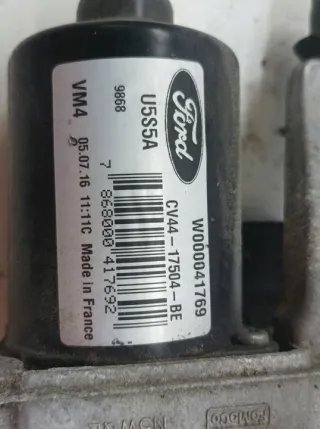 Ford
W000041769
CV44-17504-BE
7 868000 417692
U5S5A
9868
VM4 05.07.16 11:11C Made in France
FoMoCo